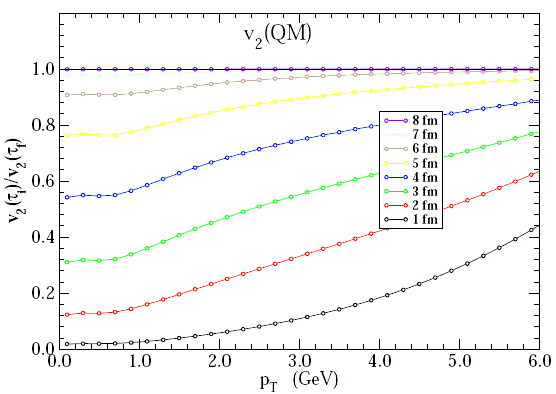 v2(QM)
1.0
0.8
0.6
0.4
0.2
0.0
v2(τi)/v2(τf)
8 fm
7 fm
6 fm
5 fm
4 fm
3 fm
2 fm
1 fm
0.0 1.0 2.0 3.0 4.0 5.0 6.0
pT (GeV)